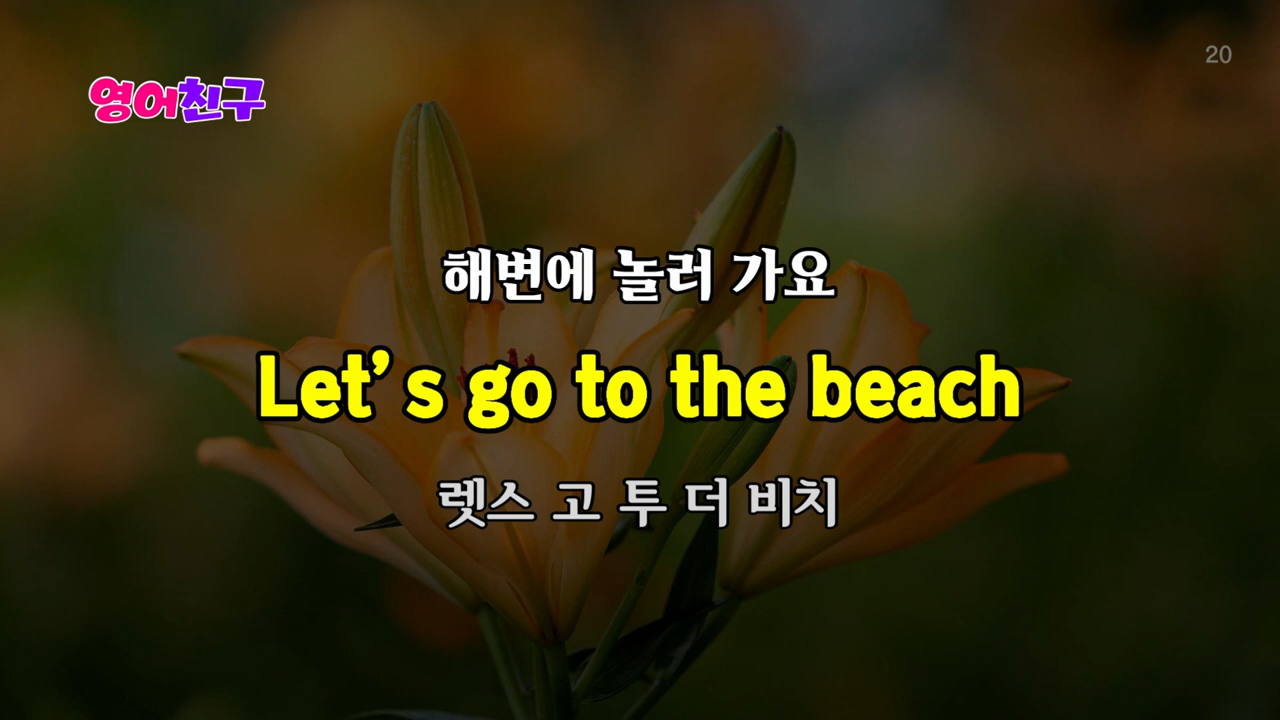 20
영어친구
해변에 놀러 가요
Let's go to the beach
렛스 고 투 더 비치